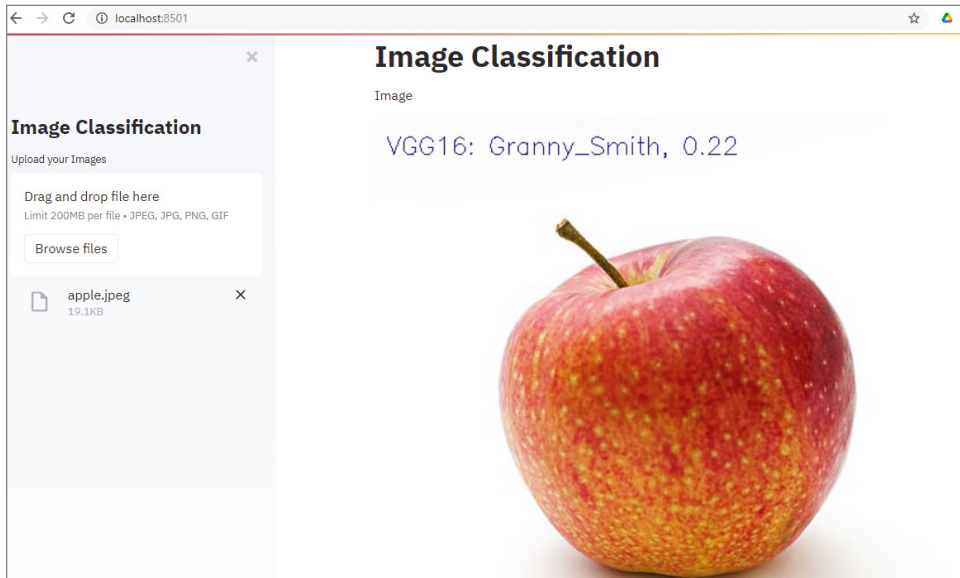 localhost:8501
Image Classification
Upload your Images
Drag and drop file here
Limit 200MB per file • JPEG, JPG, PNG, GIF
Browse files
apple.jpeg
19.1KB
Image Classification
Image
VGG16: Granny_Smith, 0.22